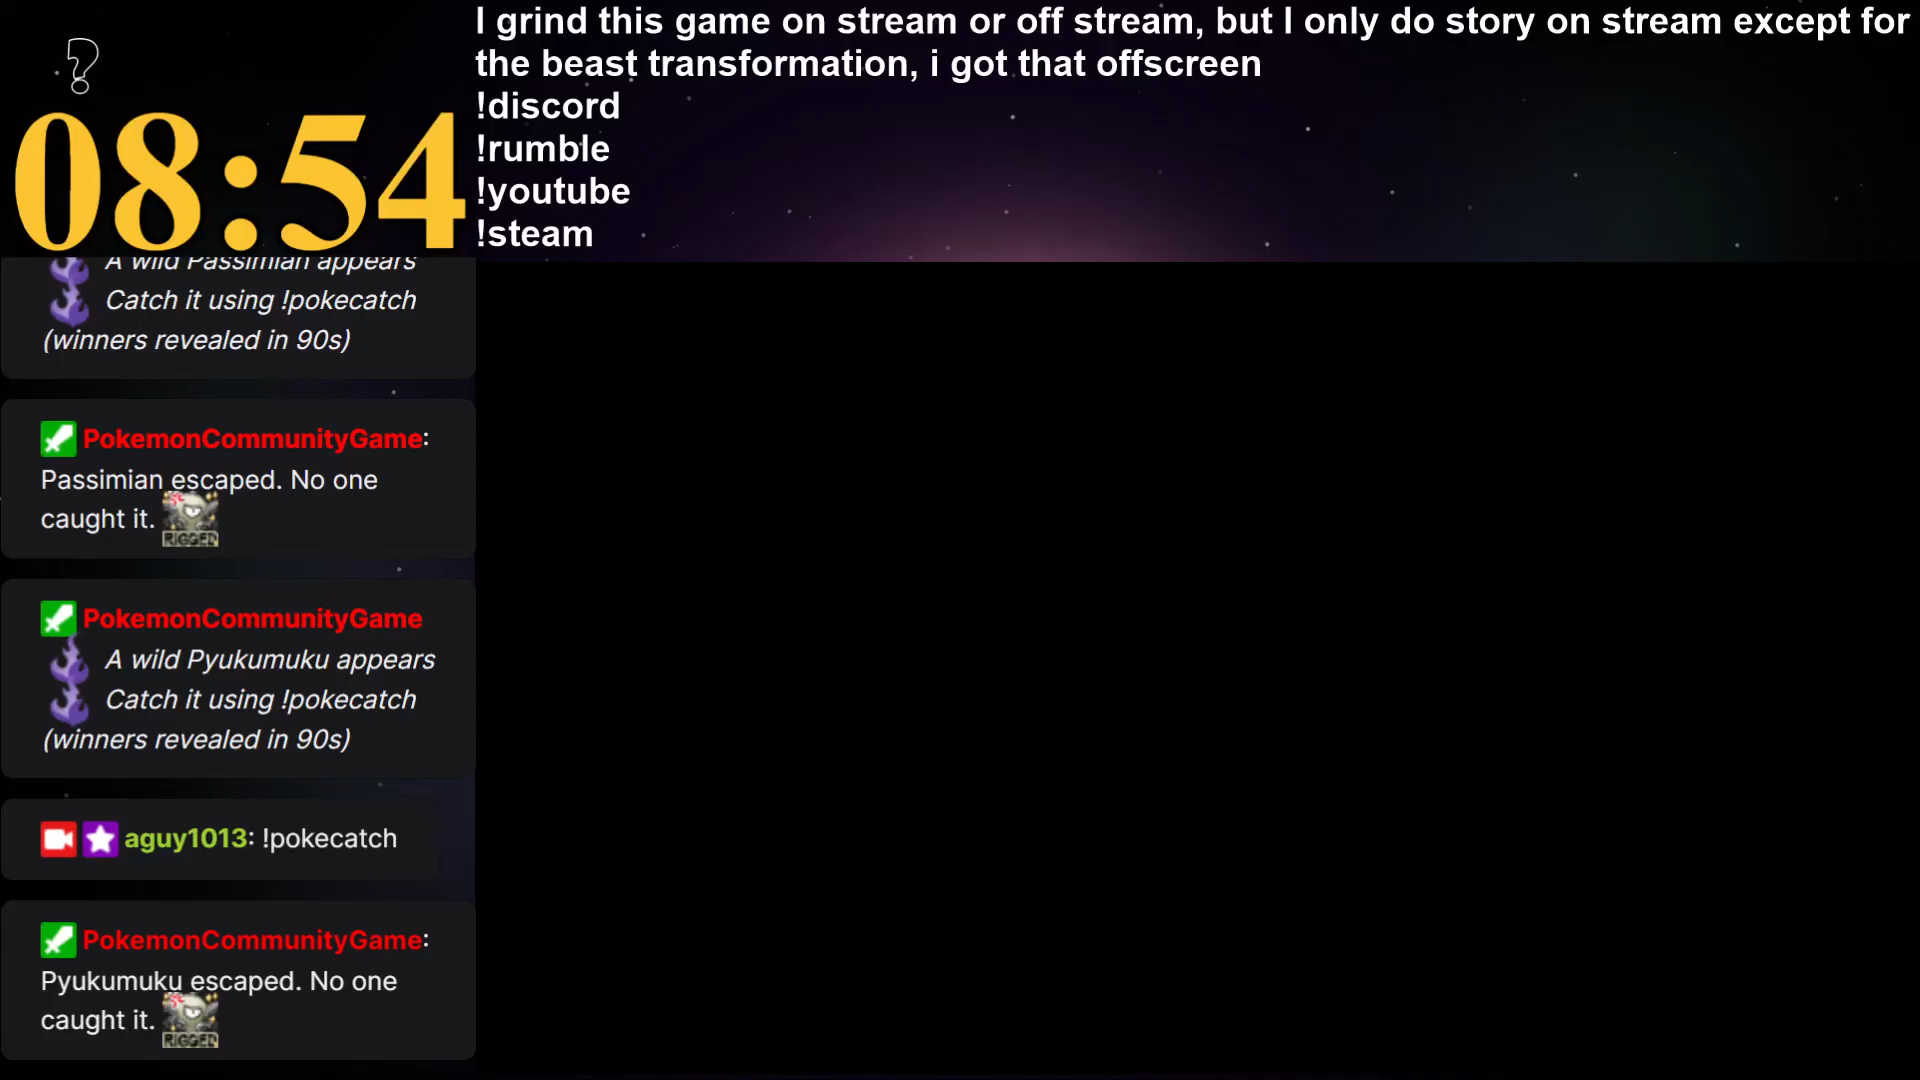 I grind this game on stream or off stream, but I only do story on stream except for
the beast transformation, i got that offscreen
!discord
!rumble
!youtube
!steam
?
08:54
A wild Passimian appears
Catch it using !pokecatch
(winners revealed in 90s)
PokemonCommunityGame:
Passimian escaped. No one
caught it.
RIGGED
PokemonCommunityGame
A wild Pyukumuku appears
Catch it using !pokecatch
(winners revealed in 90s)
aguy1013: !pokecatch
PokemonCommunityGame:
Pyukumuku escaped. No one
caught it.
RIGGED